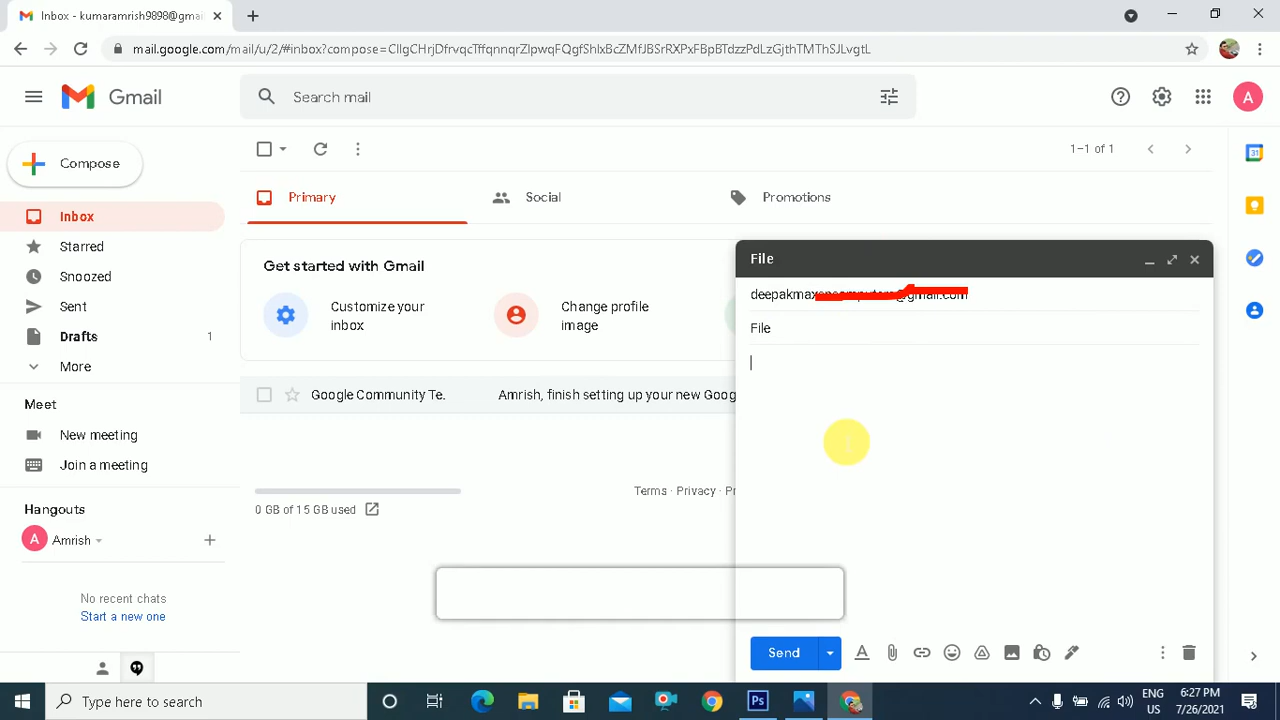 Inbox - kumaramrish9898@gmai
mail.google.com/mail/u/2/#inbox?compose=
Gmail
Search mail
A
Compose
1–1 of 1
Primary
Social
Promotions
Inbox
Starred
Snoozed
Sent
Drafts
1
More
Get started with Gmail
Customize your
inbox
Change profile
image
File
File
Google Community Te.
Amrish, finish setting up your new Goog
Meet
New meeting
Join a meeting
0 GB of 15 GB used
Terms · Privacy · Pr
Hangouts
A
Amrish
No recent chats
Start a new one
Send
31
Type here to search
Ps
ENG
US
6:27 PM
7/26/2021